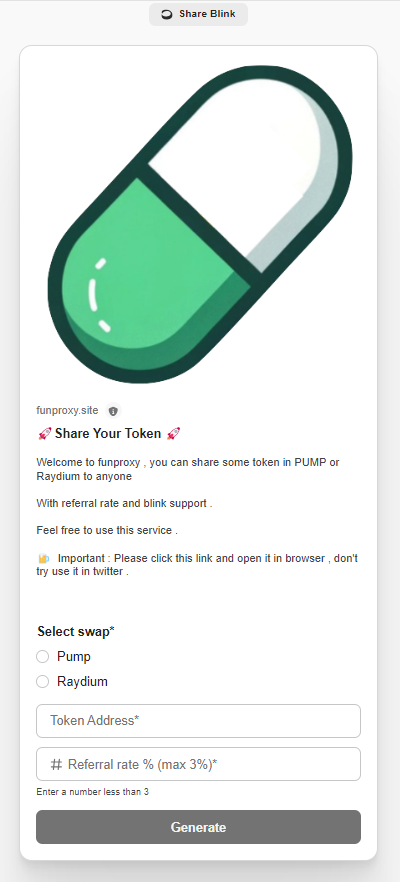 Share Blink
funproxy.site
🚀 Share Your Token 🚀
Welcome to funproxy , you can share some token in PUMP or
Raydium to anyone
With referral rate and blink support .
Feel free to use this service .
🍺 Important : Please click this link and open it in browser , don't
try use it in twitter .
Select swap*
Pump
Raydium
Token Address*
# Referral rate % (max 3%)*
Enter a number less than 3
Generate